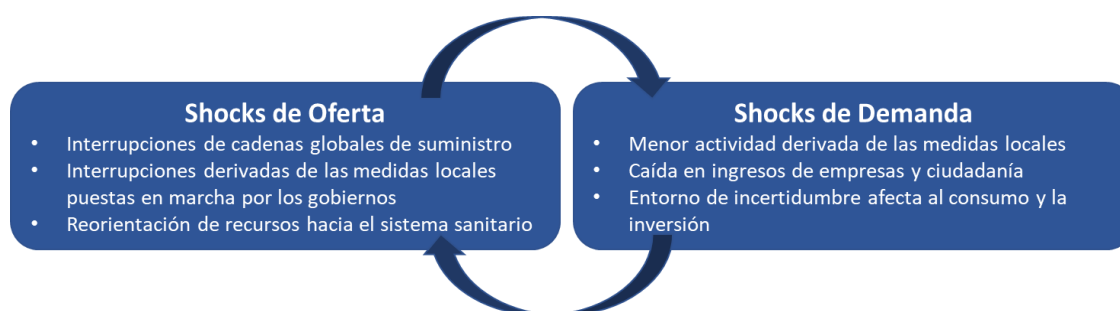 Shocks de Oferta
• Interrupciones de cadenas globales de suministro
• Interrupciones derivadas de las medidas locales
puestas en marcha por los gobiernos
• Reorientación de recursos hacia el sistema sanitario
Shocks de Demanda
• Menor actividad derivada de las medidas locales
• Caída en ingresos de empresas y ciudadanía
• Entorno de incertidumbre afecta al consumo y la
inversión